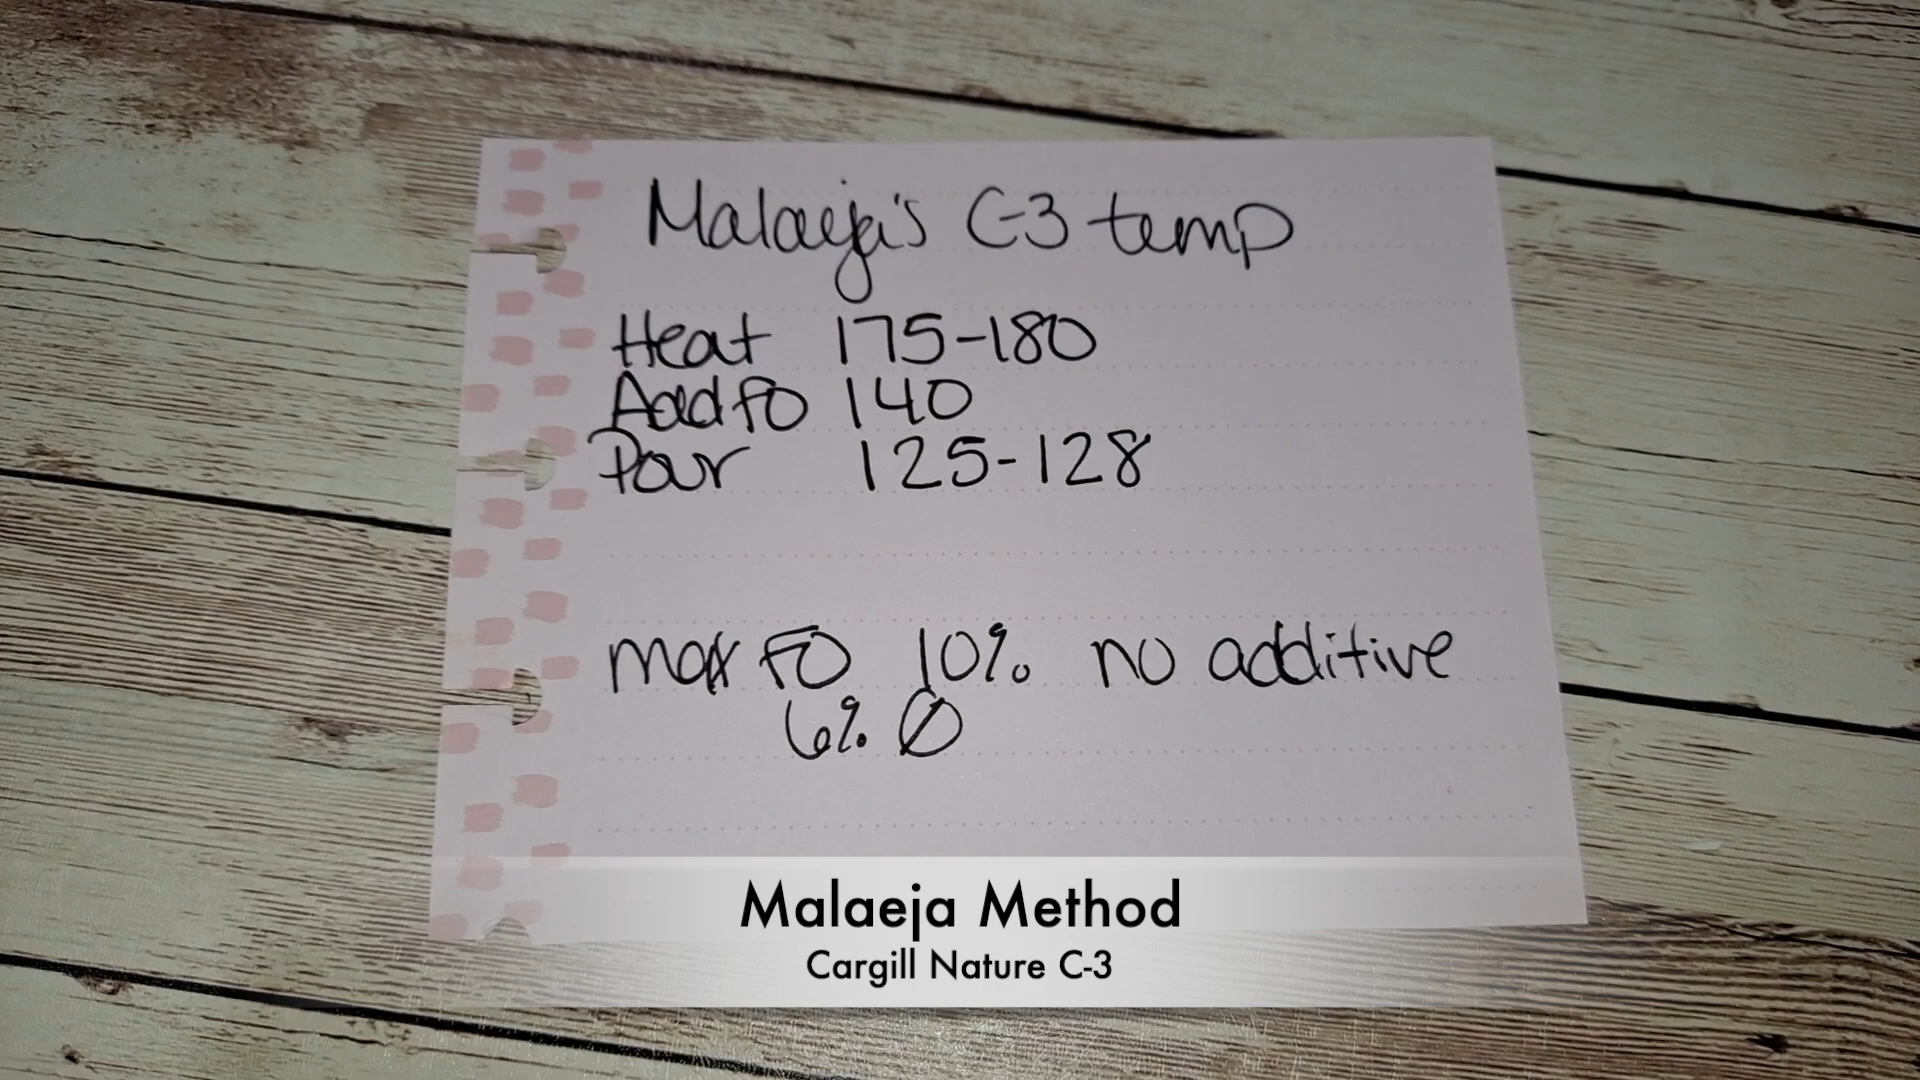 Malaeja's C-3 temp
Heat 175-180
Add FO 140
Pour 125-128
max FO 10% no additive
6% Ø
Malaeja Method
Cargill Nature C-3